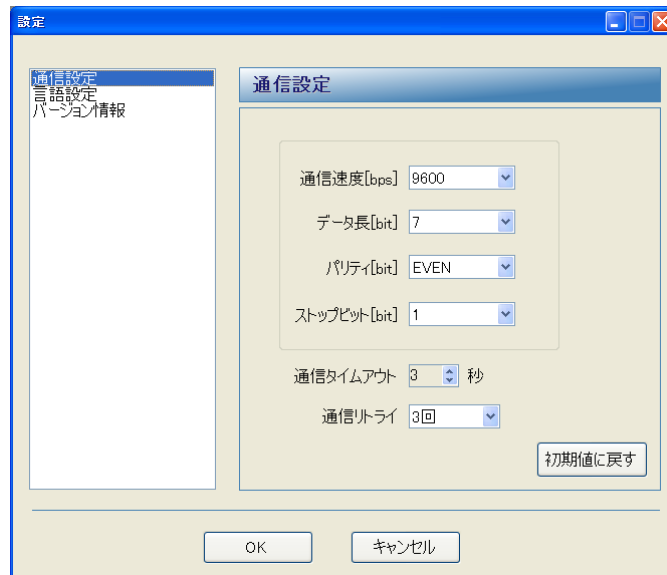 設定
通信設定
言語設定
バージョン情報
通信設定
通信速度[bps] 9600
データ長[bit] 7
パリティ[bit] EVEN
ストップビット[bit] 1
通信タイムアウト 3 秒
通信リトライ 3回
初期値に戻す
OK キャンセル